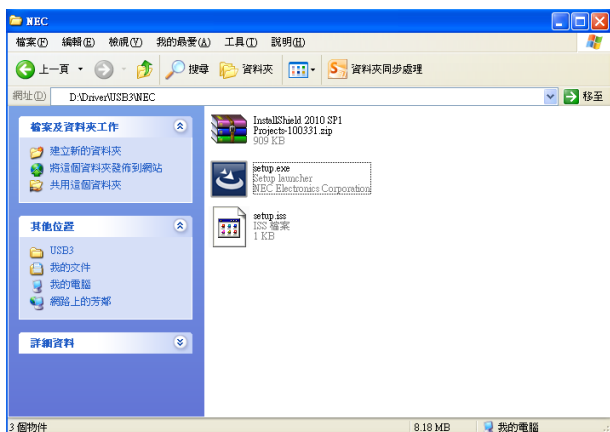 NEC
檔案(F) 編輯(E) 檢視(V) 我的最愛(A) 工具(T) 說明(H)
上一頁 搜尋 資料夾 資料夾同步處理
網址(D) D:\Driver\USB3\NEC 移至
檔案及資料夾工作
建立新的資料夾
將這個資料夾發佈到網站
共用這個資料夾
其他位置
USB3
我的文件
我的電腦
網路上的芳鄰
詳細資料
InstallShield 2010 SP1
Projects-100331.zip
909 KB
setup.exe
Setup launcher
NEC Electronics Corporation
setup.iss
ISS 檔案
1 KB
3 個物件 8.18 MB 我的電腦